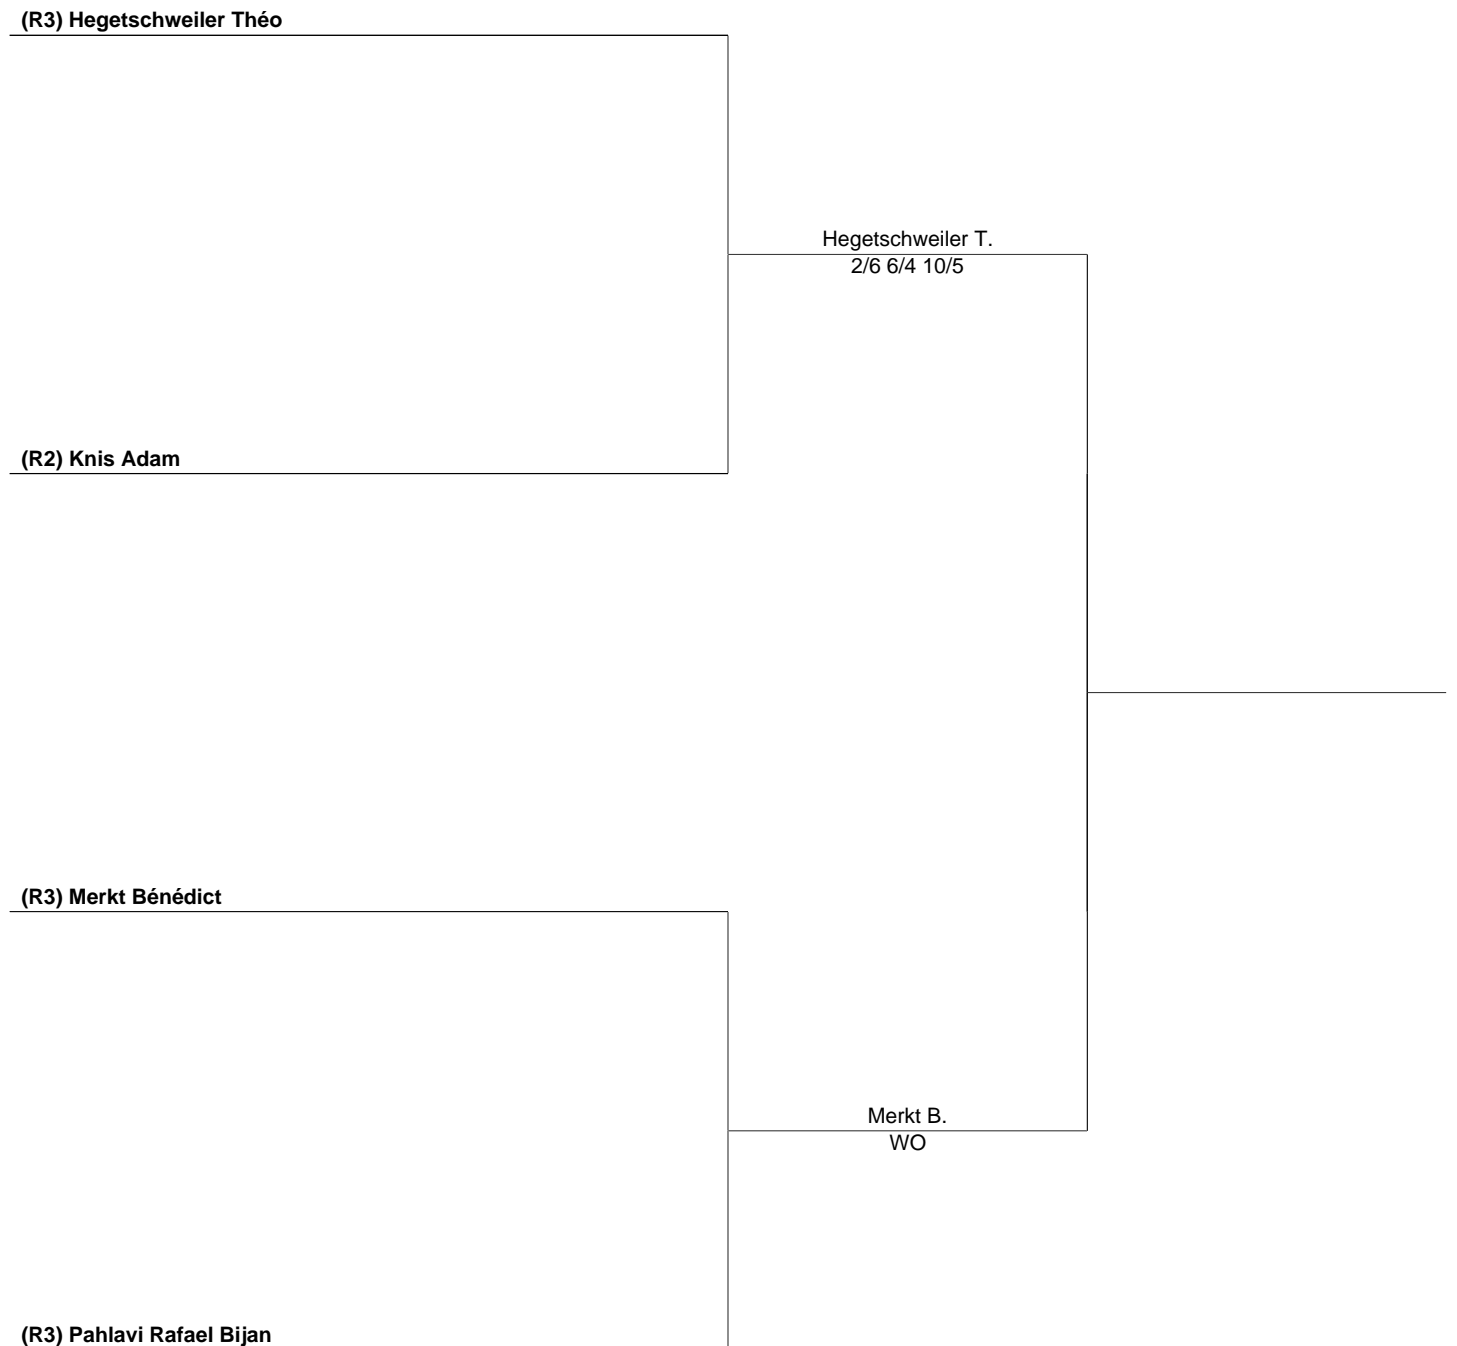 (R3) Hegetschweiler Théo
Hegetschweiler T.
2/6 6/4 10/5
(R2) Knis Adam
(R3) Merkt Bénédict
Merkt B.
WO
(R3) Pahlavi Rafael Bijan